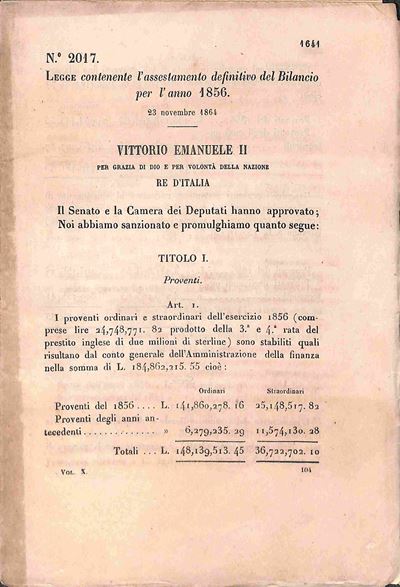 1641
N.° 2017.
LEGGE contenente l'assestamento definitivo del Bilancio
per l'anno 1856.
23 novembre 1864
VITTORIO EMANUELE II
PER GRAZIA DI DIO E PER VOLONTÀ DELLA NAZIONE
RE D'ITALIA
Il Senato e la Camera dei Deputati hanno approvato;
Noi abbiamo sanzionato e promulghiamo quanto segue:
TITOLO I.
Proventi.
Art. 1.
I proventi ordinari e straordinari dell'esercizio 1856 (com-
prese lire 24,748,771. 82 prodotto della 3.ª e 4.ª rata del
prestito inglese di due milioni di sterline) sono stabiliti quali
risultano dal conto generale dell'Amministrazione della finanza
nella somma di L. 184,862,215. 55 cioè:
Ordinari Straordinari
Proventi del 1856 .... L. 141,860,278. 16 25,148,517. 82
Proventi degli anni an-
tecedenti ............. » 6,279,235. 29 11,574,130. 28
Totali ... L. 148,139,513. 45 36,722,702. 10
VOL. X. 104